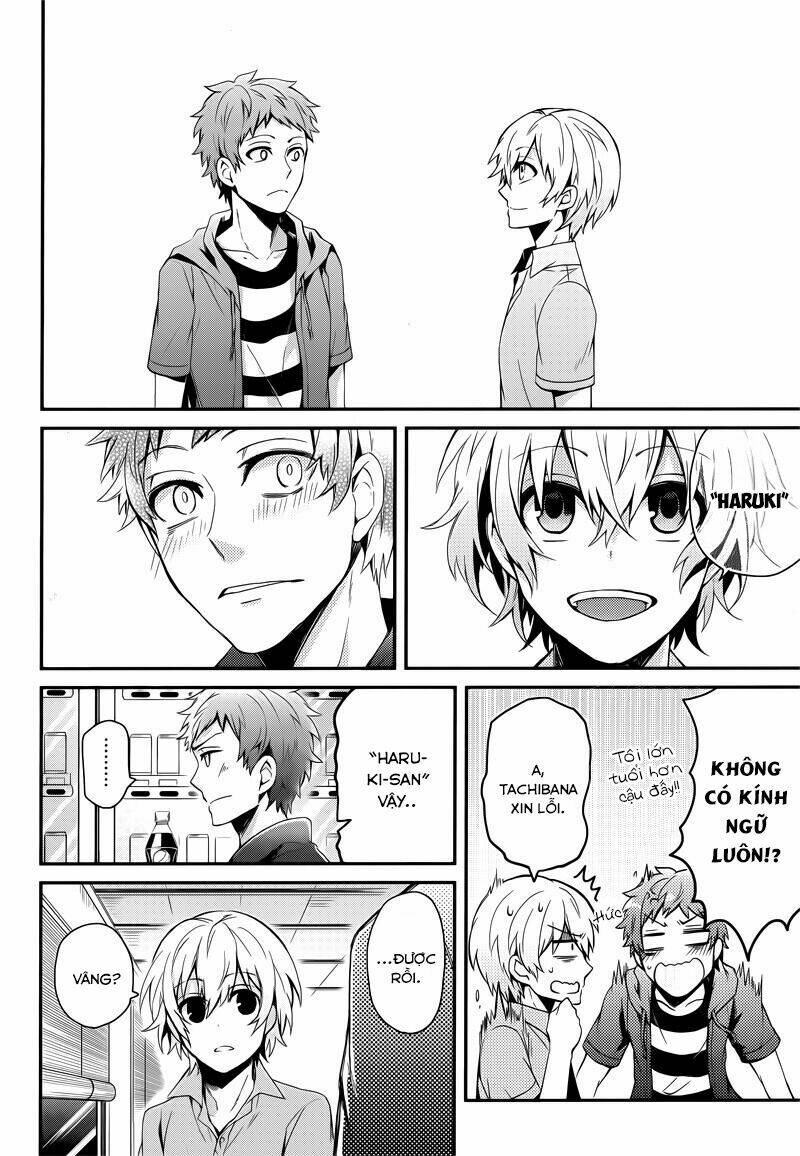 "HARUKI"
KHÔNG
CÓ KÍNH
NGỮ
LUÔN!?
Tôi lớn
tuổi hơn
cậu đấy!!
A,
TACHIBANA
XIN LỖI.
Hức
"HARU-
KI-SAN"
VẬY..
........
...ĐƯỢC
RỒI.
VÂNG?